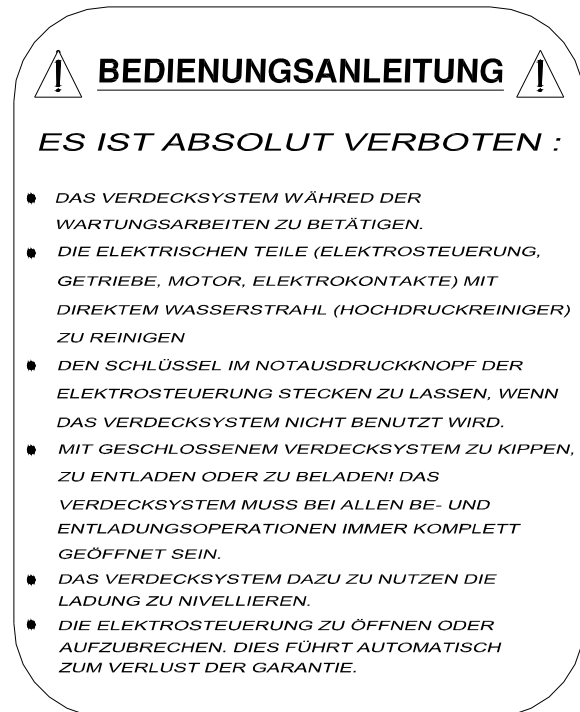 BEDIENUNGSANLEITUNG
ES IST ABSOLUT VERBOTEN :
DAS VERDECKSYSTEM WÄHRED DER
WARTUNGSARBEITEN ZU BETÄTIGEN.
DIE ELEKTRISCHEN TEILE (ELEKTROSTEUERUNG,
GETRIEBE, MOTOR, ELEKTROKONTAKTE) MIT
DIREKTEM WASSERSTRAHL (HOCHDRUCKREINIGER)
ZU REINIGEN
DEN SCHLÜSSEL IM NOTAUSDRUCKKNOPF DER
ELEKTROSTEUERUNG STECKEN ZU LASSEN, WENN
DAS VERDECKSYSTEM NICHT BENUTZT WIRD.
MIT GESCHLOSSENEM VERDECKSYSTEM ZU KIPPEN,
ZU ENTLADEN ODER ZU BELADEN! DAS
VERDECKSYSTEM MUSS BEI ALLEN BE- UND
ENTLADUNGSOPERATIONEN IMMER KOMPLETT
GEÖFFNET SEIN.
DAS VERDECKSYSTEM DAZU ZU NUTZEN DIE
LADUNG ZU NIVELLIEREN.
DIE ELEKTROSTEUERUNG ZU ÖFFNEN ODER
AUFZUBRECHEN. DIES FÜHRT AUTOMATISCH
ZUM VERLUST DER GARANTIE.